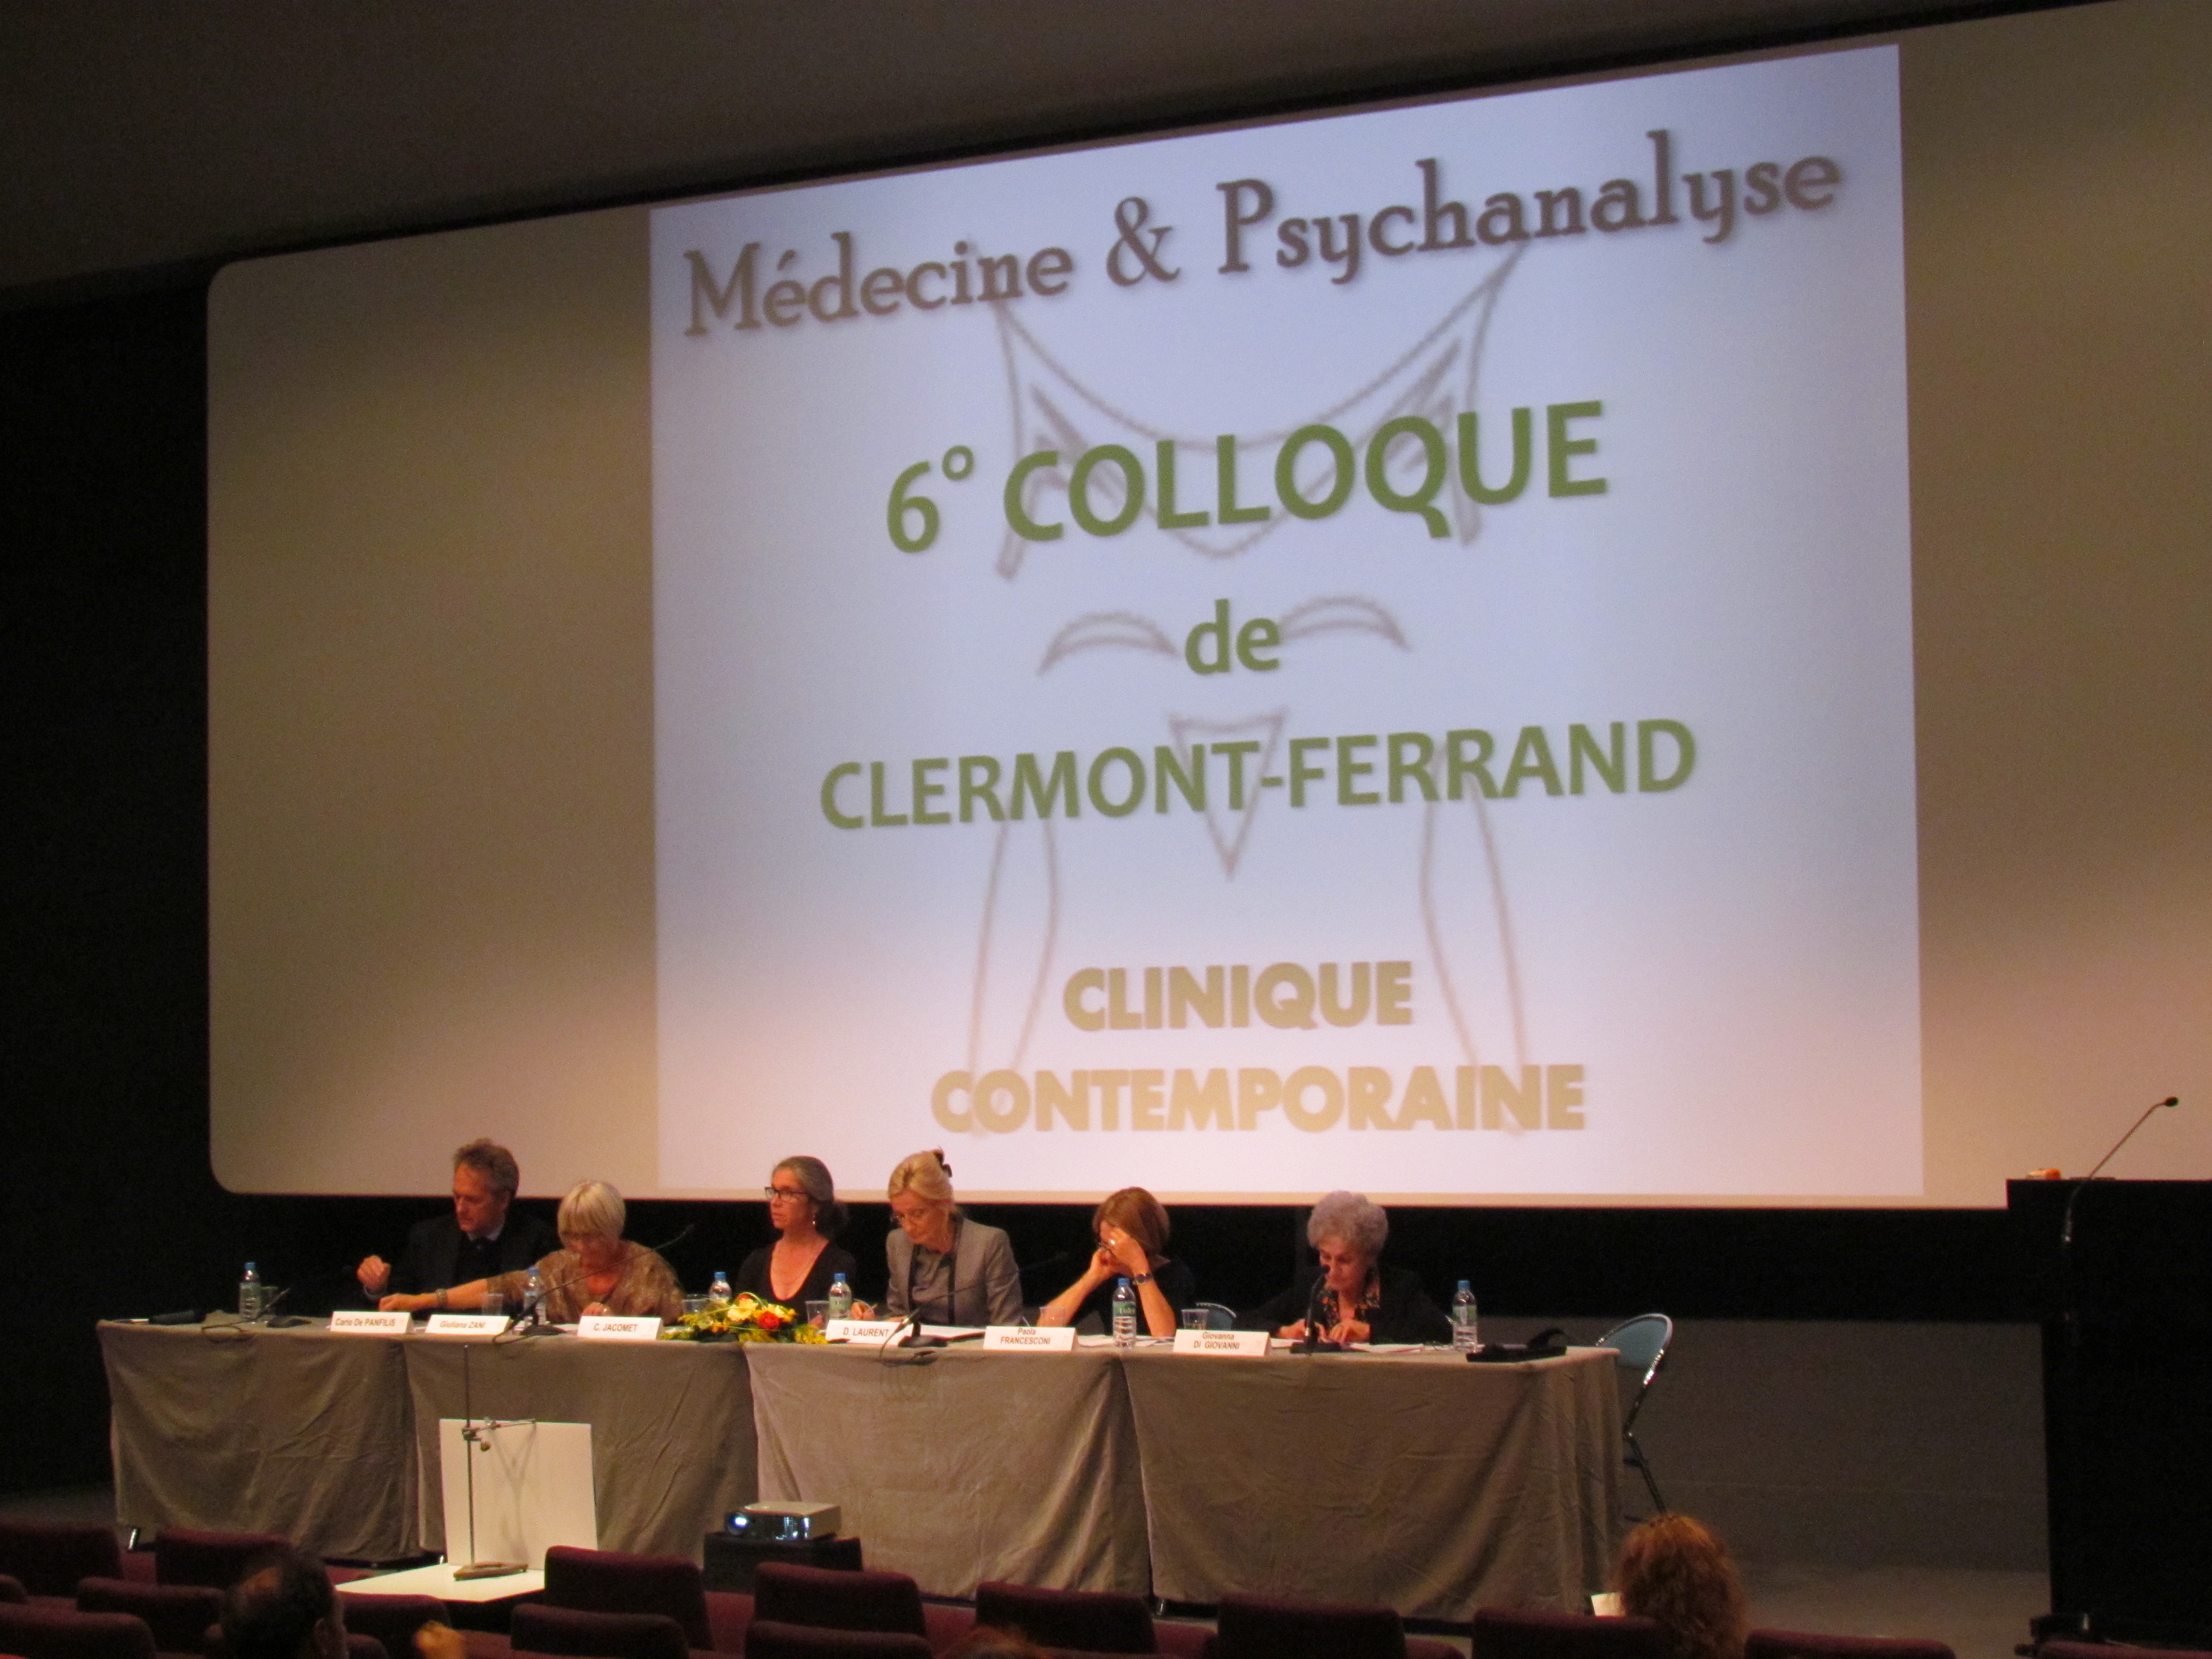 Médecine & Psychanalyse
6° COLLOQUE
de
CLERMONT-FERRAND
CLINIQUE
CONTEMPORAINE
Carlo De PANFILIS
Giuliana ZANI
C. JACOMET
D. LAURENT
Paola
FRANCESCONI
Giovanna
DI GIOVANNI